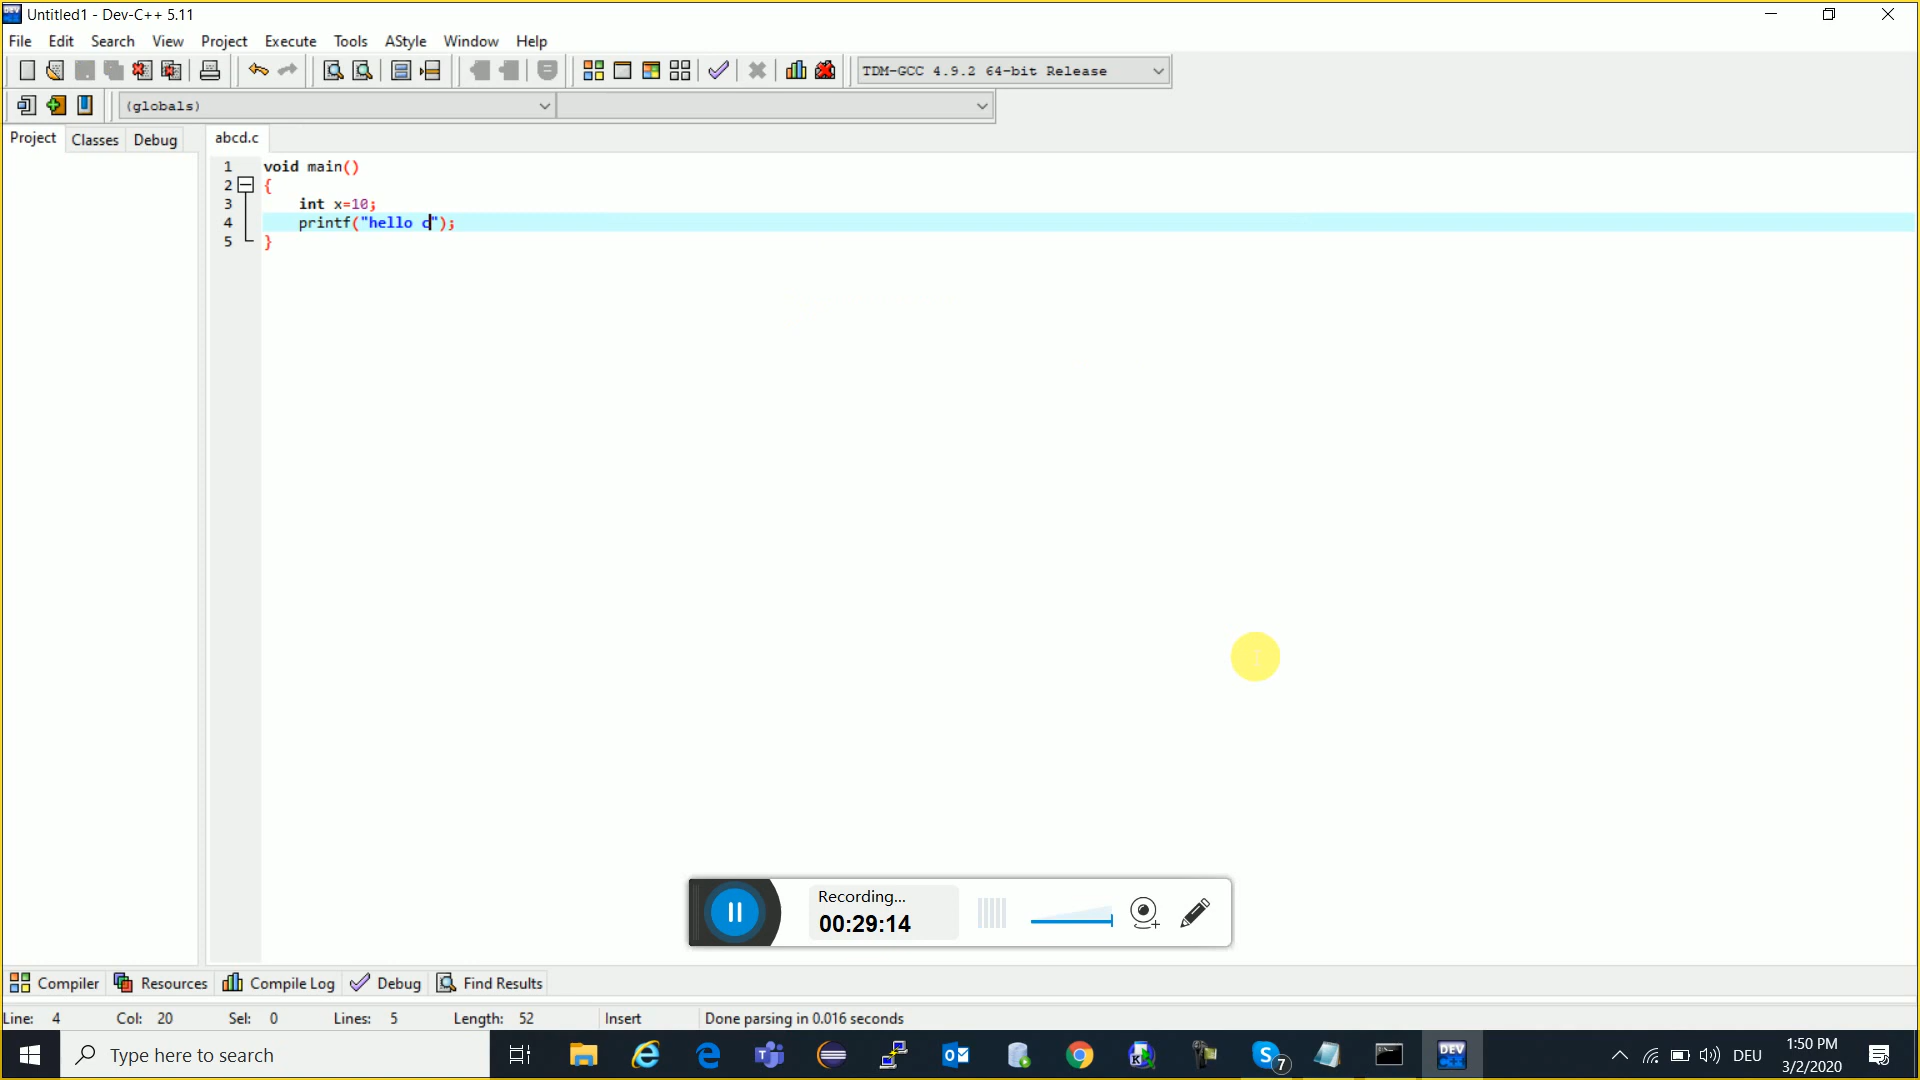 Untitled1 - Dev-C++ 5.11
File Edit Search View Project Execute Tools AStyle Window Help
TDM-GCC 4.9.2 64-bit Release
(globals)
Project Classes Debug abcd.c
1 void main()
2 {
3 int x=10;
4 printf("hello c");
5 }
Recording...
00:29:14
Compiler Resources Compile Log Debug Find Results
Line: 4 Col: 20 Sel: 0 Lines: 5 Length: 52 Insert Done parsing in 0.016 seconds
Type here to search
7
DEV
C++
DEU
1:50 PM
3/2/2020